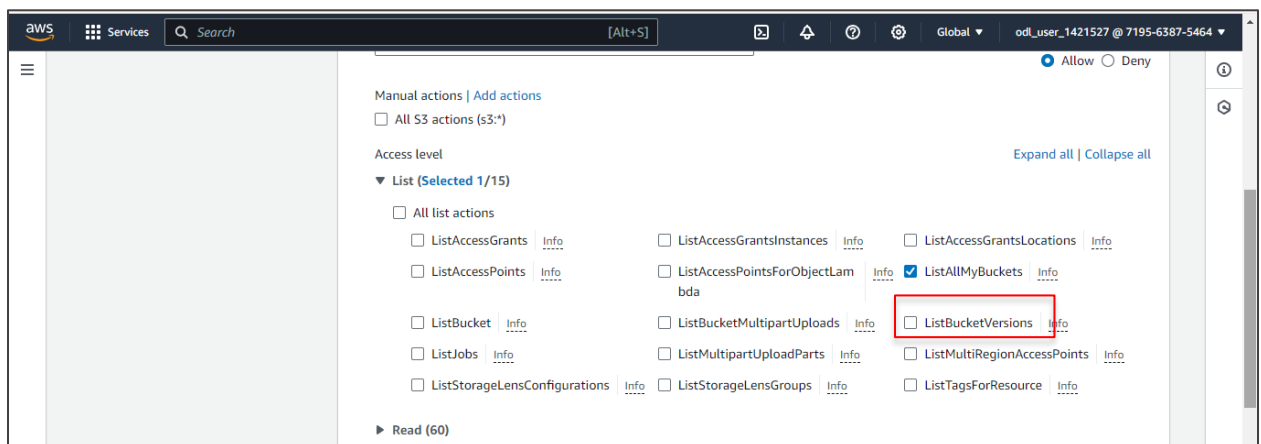 aws Services Search [Alt+S] Global ▼ odl_user_1421527 @ 7195-6387-5464 ▼
Allow Deny
Manual actions | Add actions
All S3 actions (s3:*)
Access level Expand all | Collapse all
▼ List (Selected 1/15)
All list actions
ListAccessGrants Info ListAccessGrantsInstances Info ListAccessGrantsLocations Info
ListAccessPoints Info ListAccessPointsForObjectLam Info ListAllMyBuckets Info
bda
ListBucket Info ListBucketMultipartUploads Info ListBucketVersions Info
ListJobs Info ListMultipartUploadParts Info ListMultiRegionAccessPoints Info
ListStorageLensConfigurations Info ListStorageLensGroups Info ListTagsForResource Info
▶ Read (60)